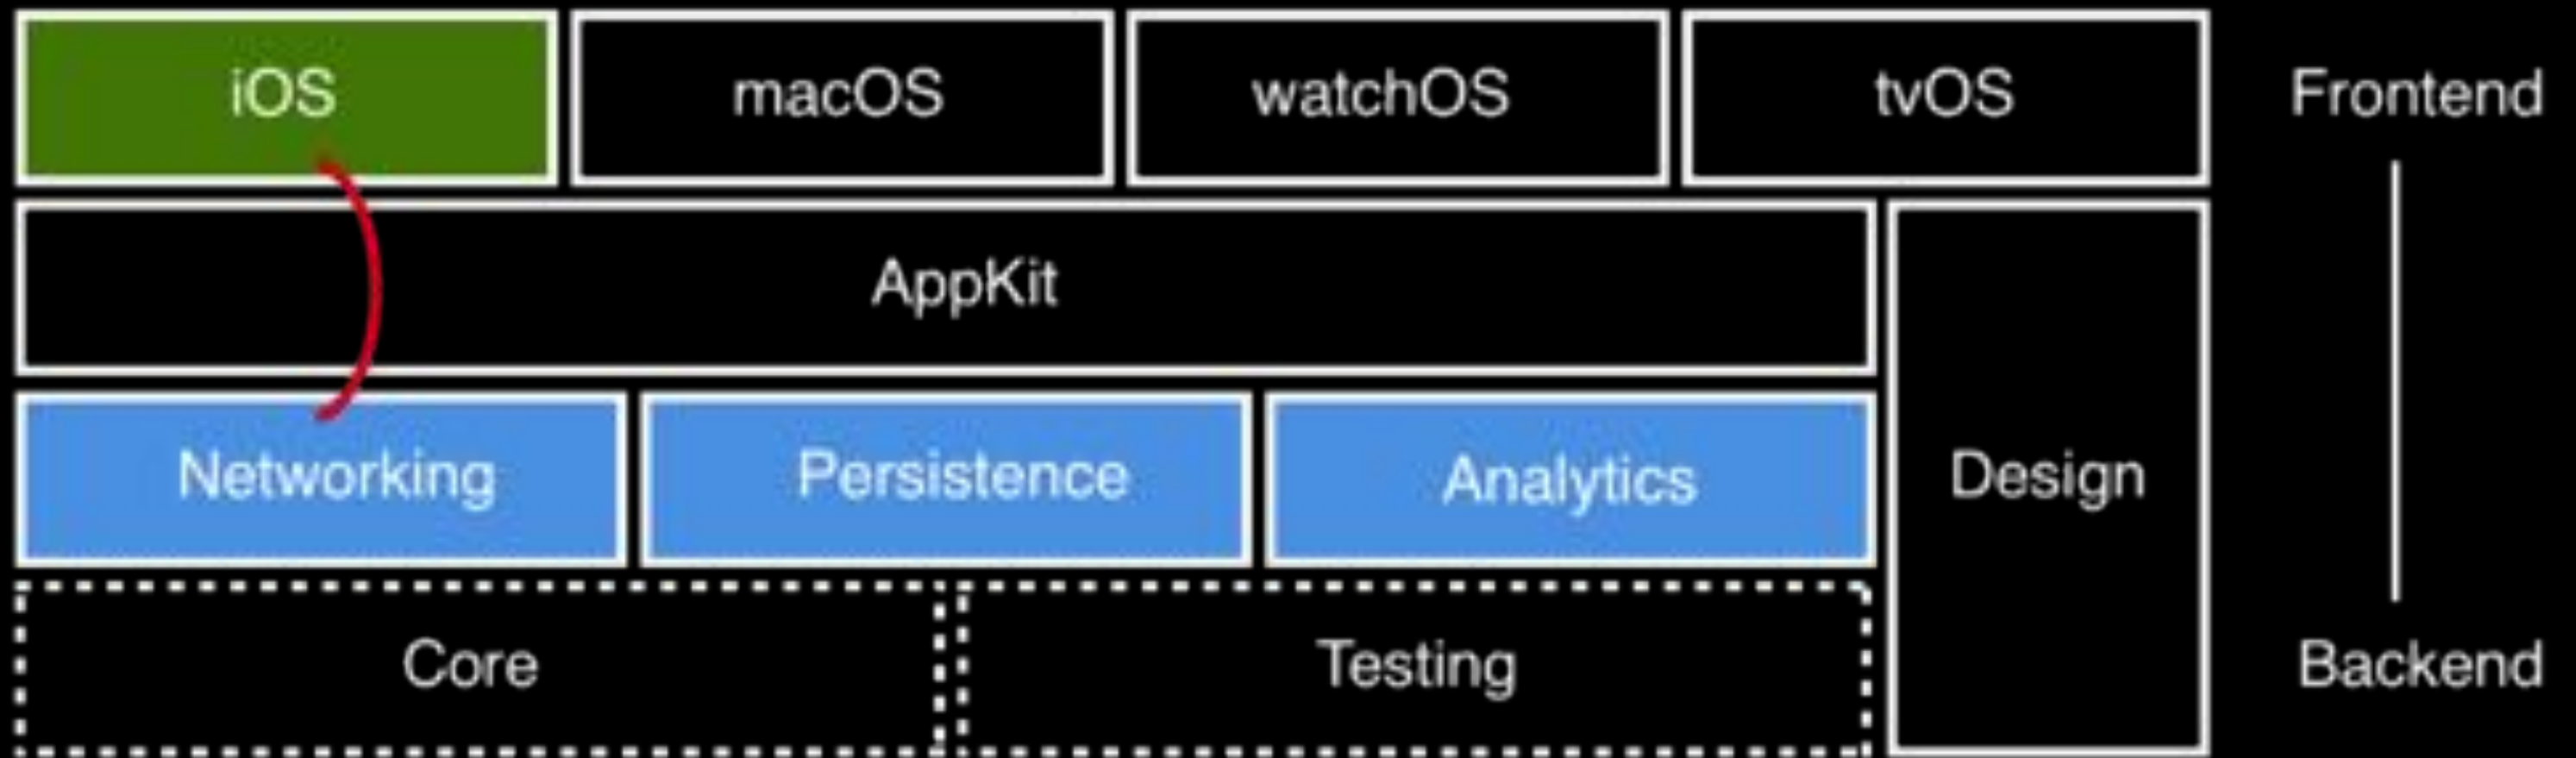 iOS
macOS
watchOS
tvOS
Frontend
AppKit
Networking
Persistence
Analytics
Design
Core
Testing
Backend